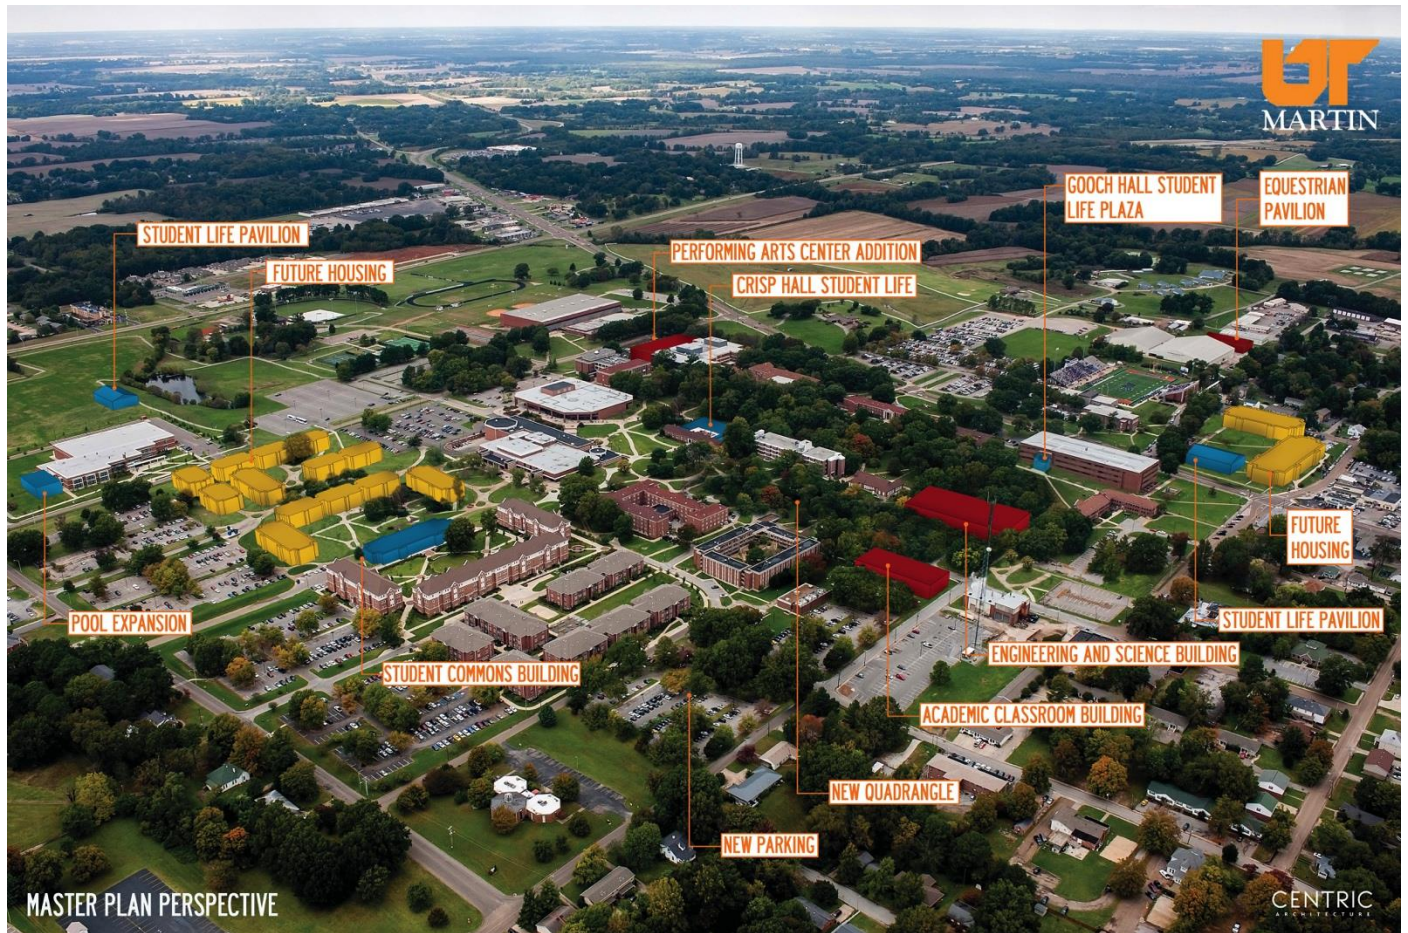 UT
MARTIN
GOOCH HALL STUDENT
LIFE PLAZA
EQUESTRIAN
PAVILION
STUDENT LIFE PAVILION
FUTURE HOUSING
PERFORMING ARTS CENTER ADDITION
CRISP HALL STUDENT LIFE
FUTURE
HOUSING
POOL EXPANSION
STUDENT LIFE PAVILION
STUDENT COMMONS BUILDING
ENGINEERING AND SCIENCE BUILDING
ACADEMIC CLASSROOM BUILDING
NEW QUADRANGLE
NEW PARKING
MASTER PLAN PERSPECTIVE
CENTRIC
ARCHITECTURE